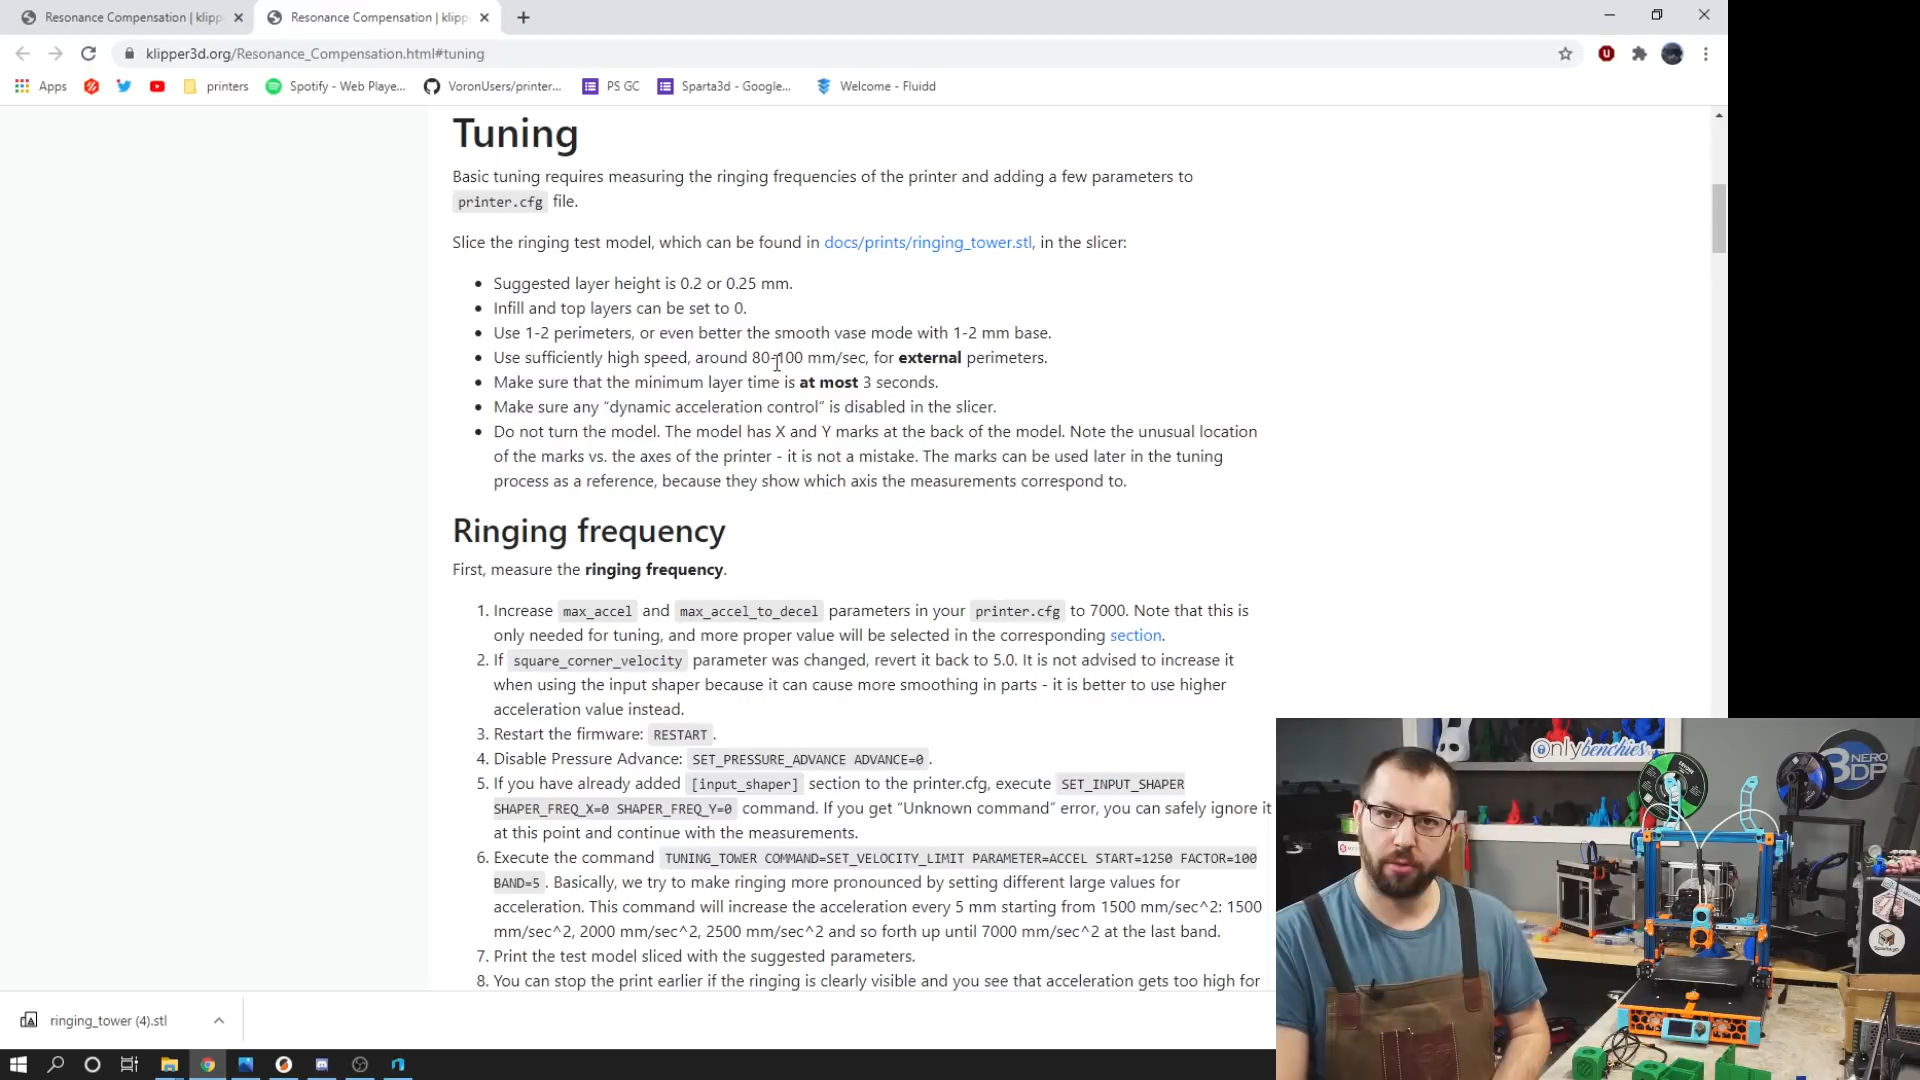 Resonance Compensation | klipp
Resonance Compensation | klipp
klipper3d.org/Resonance_Compensation.html#tuning
Apps
printers
Spotify - Web Playe...
VoronUsers/printer...
PS GC
Sparta3d - Google...
Welcome - Fluidd
Tuning
Basic tuning requires measuring the ringing frequencies of the printer and adding a few parameters to
printer.cfg file.
Slice the ringing test model, which can be found in docs/prints/ringing_tower.stl, in the slicer:
• Suggested layer height is 0.2 or 0.25 mm.
• Infill and top layers can be set to 0.
• Use 1-2 perimeters, or even better the smooth vase mode with 1-2 mm base.
• Use sufficiently high speed, around 80-100 mm/sec, for external perimeters.
• Make sure that the minimum layer time is at most 3 seconds.
• Make sure any “dynamic acceleration control” is disabled in the slicer.
• Do not turn the model. The model has X and Y marks at the back of the model. Note the unusual location
of the marks vs. the axes of the printer - it is not a mistake. The marks can be used later in the tuning
process as a reference, because they show which axis the measurements correspond to.
Ringing frequency
First, measure the ringing frequency.
1. Increase max_accel and max_accel_to_decel parameters in your printer.cfg to 7000. Note that this is
only needed for tuning, and more proper value will be selected in the corresponding section.
2. If square_corner_velocity parameter was changed, revert it back to 5.0. It is not advised to increase it
when using the input shaper because it can cause more smoothing in parts - it is better to use higher
acceleration value instead.
3. Restart the firmware: RESTART.
4. Disable Pressure Advance: SET_PRESSURE_ADVANCE ADVANCE=0.
5. If you have already added [input_shaper] section to the printer.cfg, execute SET_INPUT_SHAPER
SHAPER_FREQ_X=0 SHAPER_FREQ_Y=0 command. If you get “Unknown command” error, you can safely ignore it
at this point and continue with the measurements.
6. Execute the command TUNING_TOWER COMMAND=SET_VELOCITY_LIMIT PARAMETER=ACCEL START=1250 FACTOR=100
BAND=5. Basically, we try to make ringing more pronounced by setting different large values for
acceleration. This command will increase the acceleration every 5 mm starting from 1500 mm/sec^2: 1500
mm/sec^2, 2000 mm/sec^2, 2500 mm/sec^2 and so forth up until 7000 mm/sec^2 at the last band.
7. Print the test model sliced with the suggested parameters.
8. You can stop the print earlier if the ringing is clearly visible and you see that acceleration gets too high for
ringing_tower (4).stl
Onlybenchies
3D
NERO
3DP